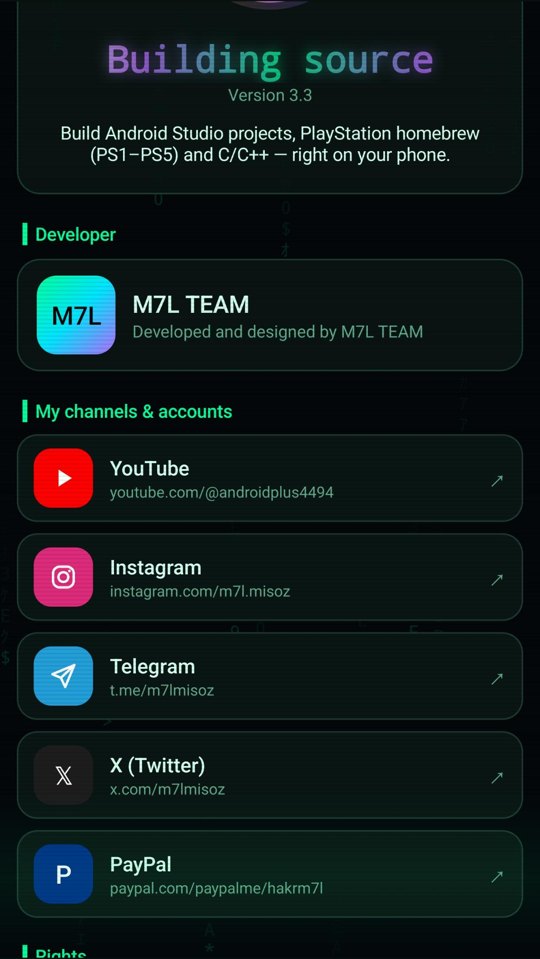 Building source
Version 3.3
Build Android Studio projects, PlayStation homebrew
(PS1–PS5) and C/C++ — right on your phone.
Developer
M7L
M7L TEAM
Developed and designed by M7L TEAM
My channels & accounts
YouTube
youtube.com/@androidplus4494
Instagram
instagram.com/m7l.misoz
Telegram
t.me/m7lmisoz
X (Twitter)
x.com/m7lmisoz
P
PayPal
paypal.com/paypalme/hakrm7l
Rights